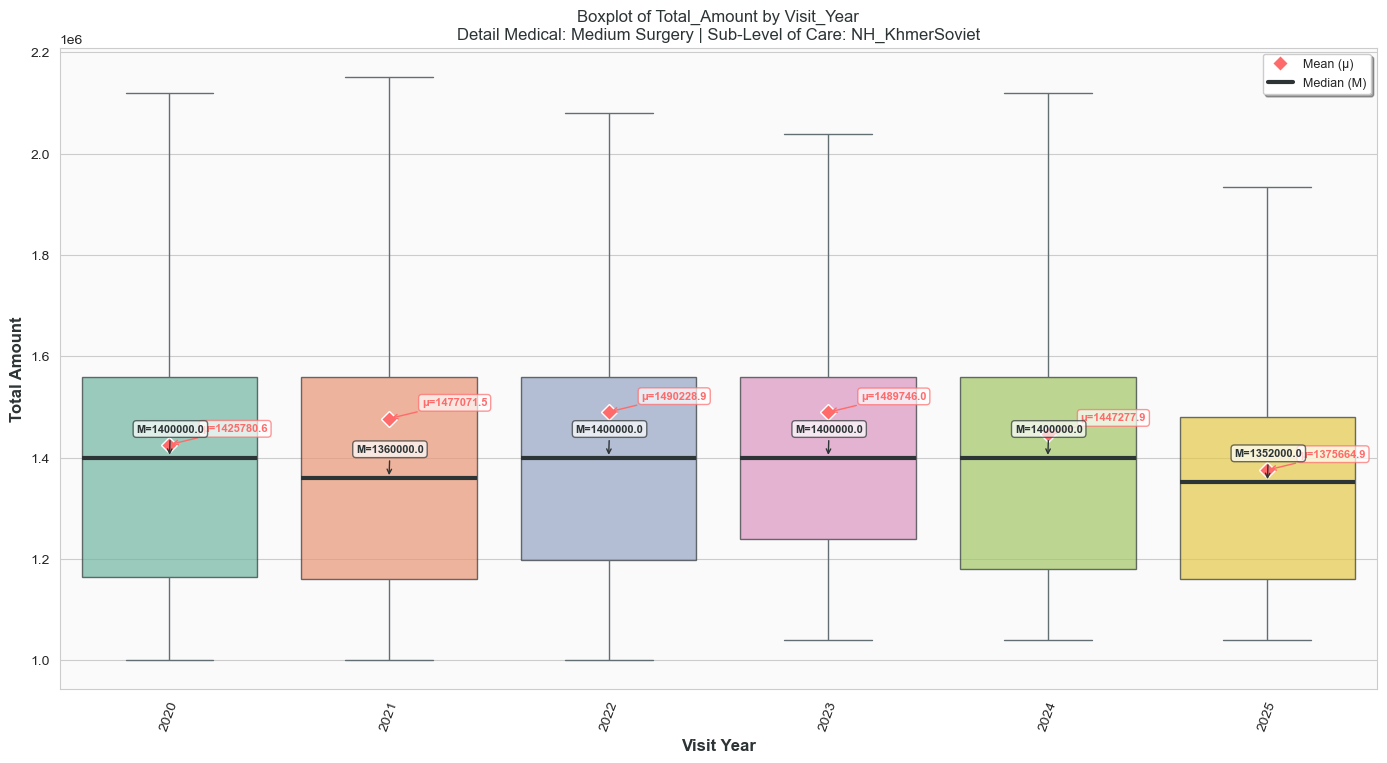 Boxplot of Total_Amount by Visit_Year
Detail Medical: Medium Surgery | Sub-Level of Care: NH_KhmerSoviet
1e6
2.2
2.0
1.8
1.6
1.4
1.2
1.0
Total Amount
Mean (μ)
Median (M)
M=1400000.0
μ=1425780.6
μ=1477071.5
M=1360000.0
μ=1490228.9
M=1400000.0
μ=1489746.0
M=1400000.0
μ=1447277.9
M=1400000.0
M=1352000.0
μ=1375664.9
2020
2021
2022
2023
2024
2025
Visit Year